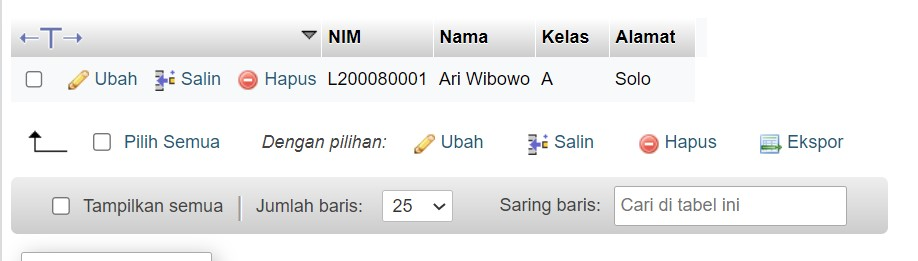 ←T→ NIM Nama Kelas Alamat
Ubah Salin Hapus L200080001 Ari Wibowo A Solo
Pilih Semua Dengan pilihan: Ubah Salin Hapus Ekspor
Tampilkan semua | Jumlah baris: 25 Saring baris: Cari di tabel ini